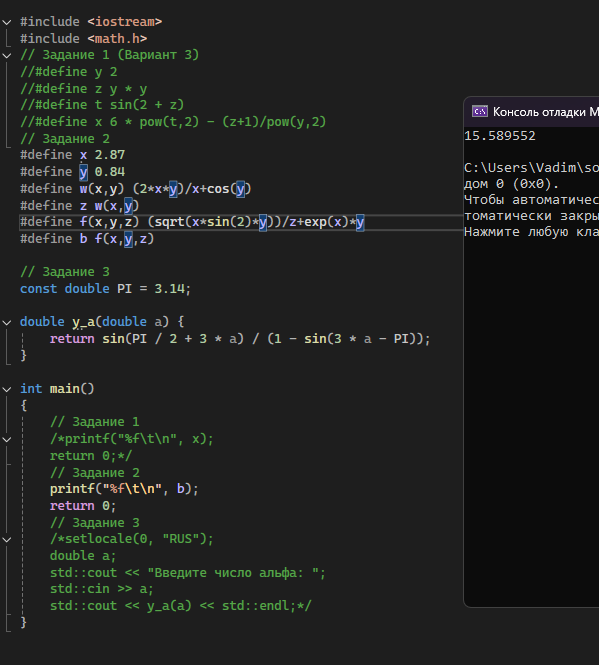 #include <iostream>
#include <math.h>
// Задание 1 (Вариант 3)
//#define y 2
//#define z y * y
//#define t sin(2 + z)
//#define x 6 * pow(t,2) - (z+1)/pow(y,2)
// Задание 2
#define x 2.87
#define y 0.84
#define w(x,y) (2*x*y)/x+cos(y)
#define z w(x,y)
#define f(x,y,z) (sqrt(x*sin(2)*y))/z+exp(x)*y
#define b f(x,y,z)
// Задание 3
const double PI = 3.14;
double y_a(double a) {
return sin(PI / 2 + 3 * a) / (1 - sin(3 * a - PI));
}
int main()
{
// Задание 1
/*printf("%f\t\n", x);
return 0;*/
// Задание 2
printf("%f\t\n", b);
return 0;
// Задание 3
/*setlocale(0, "RUS");
double a;
std::cout << "Введите число альфа: ";
std::cin >> a;
std::cout << y_a(a) << std::endl;*/
}
Консоль отладки M
15.589552
C:\Users\Vadim\so
дом 0 (0x0).
Чтобы автоматичес
томатически закры
Нажмите любую кла